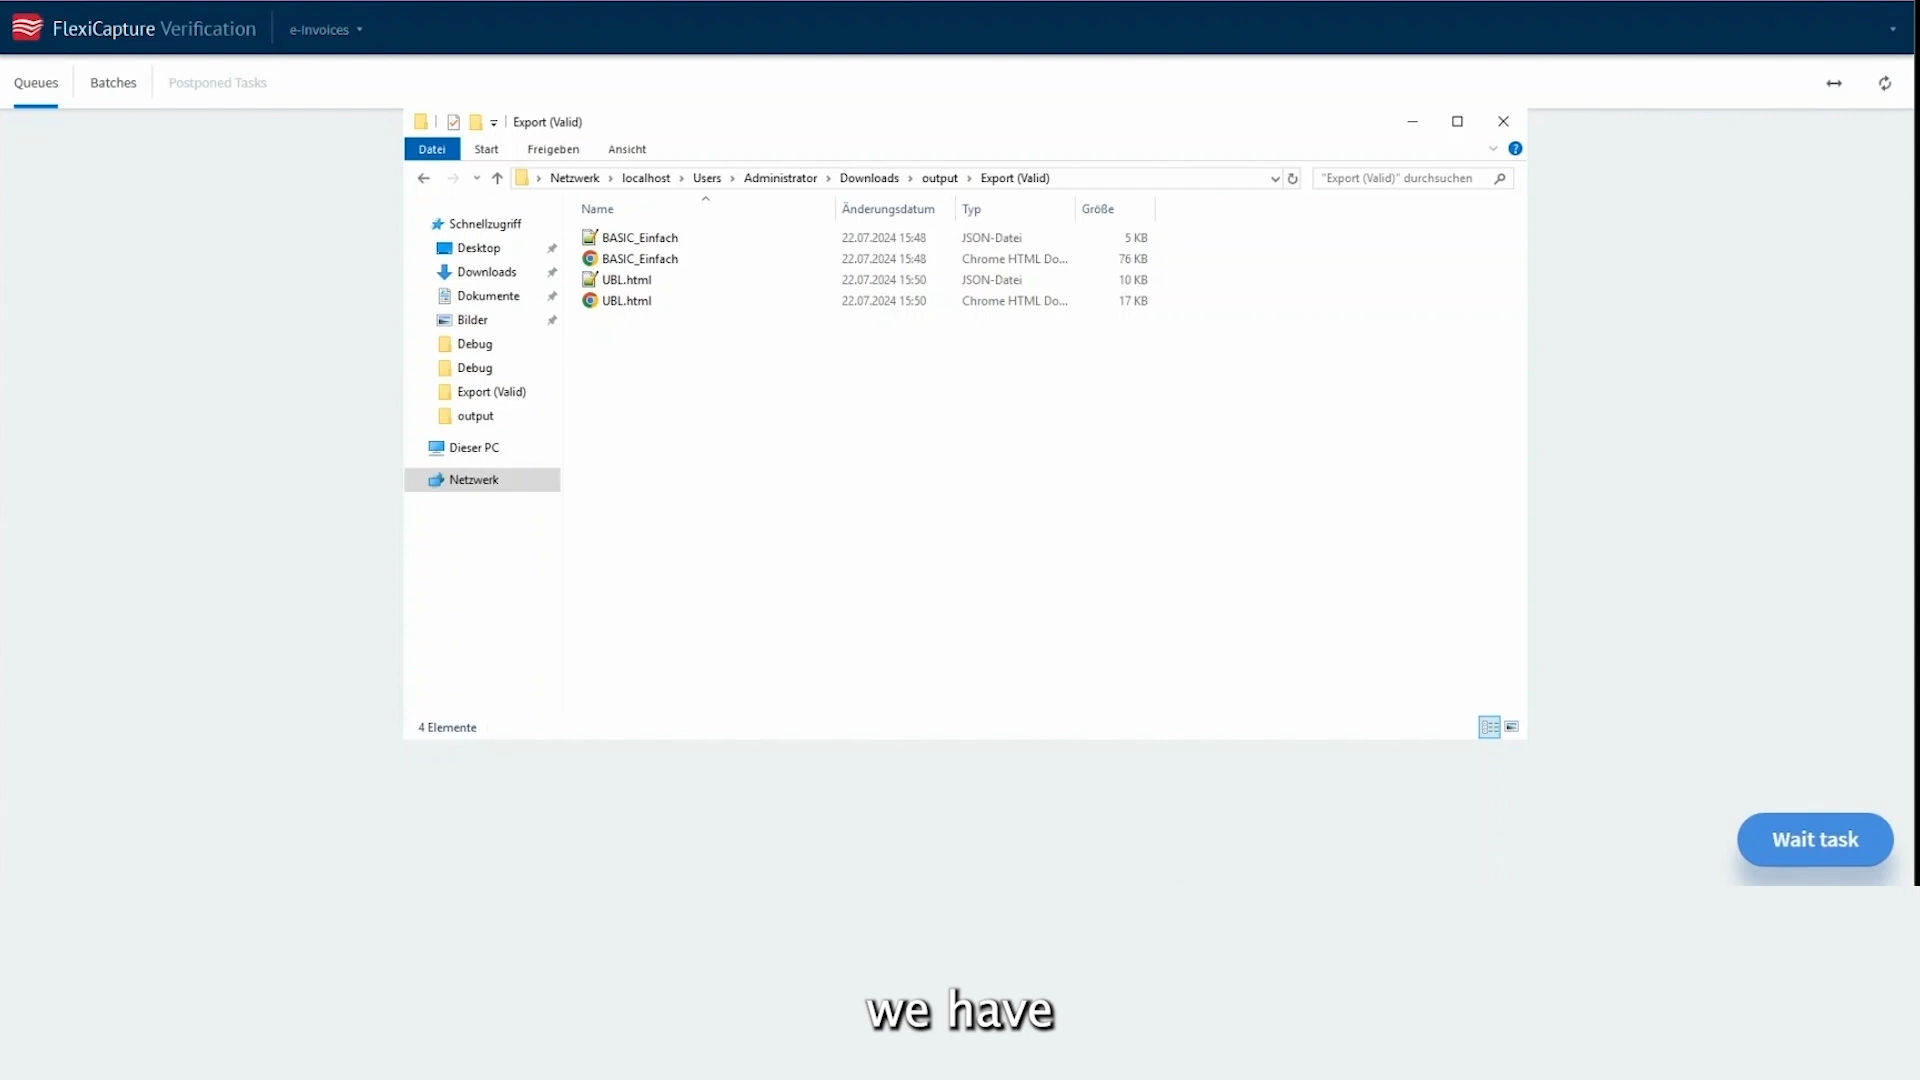 FlexiCapture Verification e-Invoices
Queues Batches Postponed Tasks
Export (Valid)
Datei Start Freigeben Ansicht
Netzwerk > localhost > Users > Administrator > Downloads > output > Export (Valid) "Export (Valid)" durchsuchen
Name Änderungsdatum Typ Größe
Schnellzugriff
Desktop
Downloads
Dokumente
Bilder
Debug
Debug
Export (Valid)
output
Dieser PC
Netzwerk
BASIC_Einfach 22.07.2024 15:48 JSON-Datei 5 KB
BASIC_Einfach 22.07.2024 15:48 Chrome HTML Do... 76 KB
UBL.html 22.07.2024 15:50 JSON-Datei 10 KB
UBL.html 22.07.2024 15:50 Chrome HTML Do... 17 KB
4 Elemente
Wait task
we have